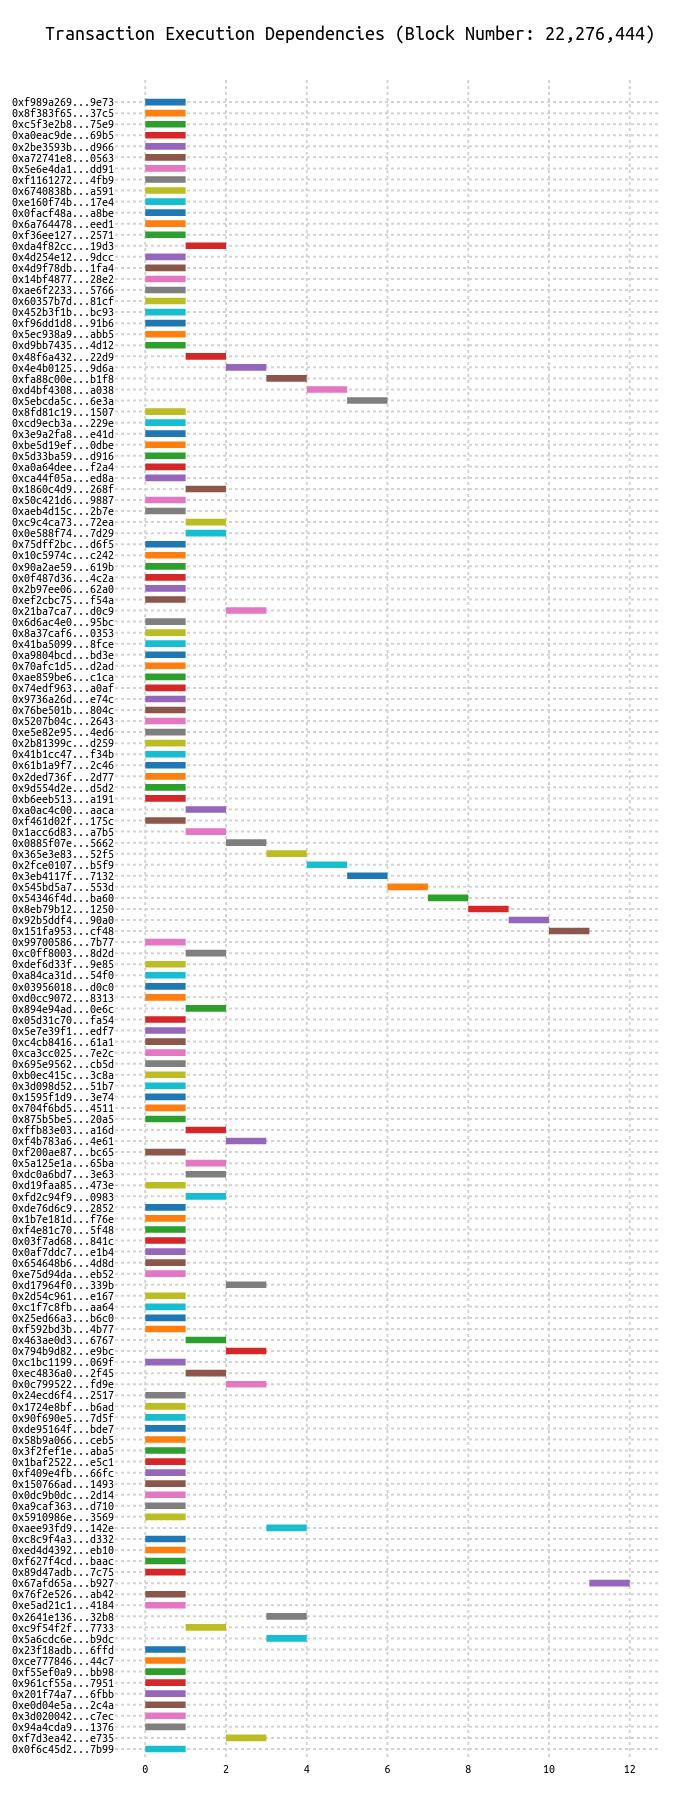 Transaction Execution Dependencies (Block Number: 22,276,444)
0xf989a269...9e73
0x8f383f65...37c5
0xc5f3e2b8...75e9
0xa0eac9de...69b5
0x2be3593b...d966
0xa72741e8...0563
0x5e6e4da1...dd91
0xf1161272...4fb9
0x6740838b...a591
0xe160f74b...17e4
0x0facf48a...a8be
0x6a764478...eed1
0xf36ee127...2571
0xda4f82cc...19d3
0x4d254e12...9dcc
0x4d9f78db...1fa4
0x14bf4877...28e2
0xae6f2233...5766
0x60357b7d...81cf
0x452b3f1b...bc93
0xf96dd1d8...91b6
0x5ec938a9...abb5
0xd9bb7435...4d12
0x48f6a432...22d9
0x4e4b0125...9d6a
0xfa88c00e...b1f8
0xd4bf4308...a038
0x5ebcda5c...6e3a
0x8fd81c19...1507
0xcd9ecb3a...229e
0x3e9a2fa8...e41d
0xbe5d19ef...0dbe
0x5d33ba59...d916
0xa0a64dee...f2a4
0xca44f05a...ed8a
0x1860c4d9...268f
0x50c421d6...9887
0xaeb4d15c...2b7e
0xc9c4ca73...72ea
0x0e588f74...7d29
0x75dff2bc...d6f5
0x10c5974c...c242
0x90a2ae59...619b
0x0f487d36...4c2a
0x2b97ee06...62a0
0xef2cbc75...f54a
0x21ba7ca7...d0c9
0x6d6ac4e0...95bc
0x8a37caf6...0353
0x41ba5099...8fce
0xa9804bcd...bd3e
0x70afc1d5...d2ad
0xae859be6...c1ca
0x74edf963...a0af
0x9736a26d...e74c
0x76be501b...804c
0x5207b04c...2643
0xe5e82e95...4ed6
0x2b81399c...d259
0x41b1cc47...f34b
0x61b1a9f7...2c46
0x2ded736f...2d77
0x9d554d2e...d5d2
0xb6eeb513...a191
0xa0ac4c00...aaca
0xf461d02f...175c
0x1acc6d83...a7b5
0x0885f07e...5662
0x365e3e83...52f5
0x2fce0107...b5f9
0x3eb4117f...7132
0x545bd5a7...553d
0x54346f4d...ba60
0x8eb79b12...1250
0x92b5ddf4...90a0
0x151fa953...cf48
0x99700586...7b77
0xc0ff8003...8d2d
0xdef6d33f...9e85
0xa84ca31d...54f0
0x03956018...d0c0
0xd0cc9072...8313
0x894e94ad...0e6c
0x05d31c70...fa54
0x5e7e39f1...edf7
0xc4cb8416...61a1
0xca3cc025...7e2c
0x695e9562...cb5d
0xb0ec415c...3c8a
0x3d098d52...51b7
0x1595f1d9...3e74
0x704f6bd5...4511
0x875b5be5...20a5
0xffb83e03...a16d
0xf4b783a6...4e61
0xf200ae87...bc65
0x5a125e1a...65ba
0xdc0a6bd7...3e63
0xd19faa85...473e
0xfd2c94f9...0983
0xde76d6c9...2852
0x1b7e181d...f76e
0xf4e81c70...5f48
0x03f7ad68...841c
0x0af7ddc7...e1b4
0x654648b6...4d8d
0xe75d94da...eb52
0xd17964f0...339b
0x2d54c961...e167
0xc1f7c8fb...aa64
0x25ed66a3...b6c0
0xf592bd3b...4b77
0x463ae0d3...6767
0x794b9d82...e9bc
0xc1bc1199...069f
0xec4836a0...2f45
0x0c799522...fd9e
0x24ecd6f4...2517
0x1724e8bf...b6ad
0x90f690e5...7d5f
0xde95164f...bde7
0x58b9a066...ceb5
0x3f2fef1e...aba5
0x1baf2522...e5c1
0xf409e4fb...66fc
0x150766ad...1493
0x0dc9b0dc...2d14
0xa9caf363...d710
0x5910986e...3569
0xaee93fd9...142e
0xc8c9f4a3...d332
0xed4d4392...eb10
0xf627f4cd...baac
0x89d47adb...7c75
0x67afd65a...b927
0x76f2e526...ab42
0xe5ad21c1...4184
0x2641e136...32b8
0xc9f54f2f...7733
0x5a6cdc6e...b9dc
0x23f18adb...6ffd
0xce777846...44c7
0xf55ef0a9...bb98
0x961cf55a...7951
0x201f74a7...6fbb
0xe0d04e5a...2c4a
0x3d020042...c7ec
0x94a4cda9...1376
0xf7d3ea42...e735
0x0f6c45d2...7b99
0 2 4 6 8 10 12